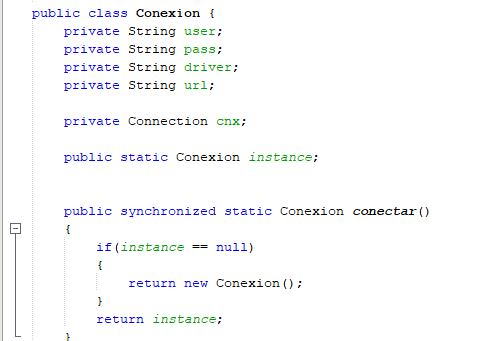 public class Conexion {
private String user;
private String pass;
private String driver;
private String url;
private Connection cnx;
public static Conexion instance;
public synchronized static Conexion conectar()
{
if(instance == null)
{
return new Conexion();
}
return instance;
}